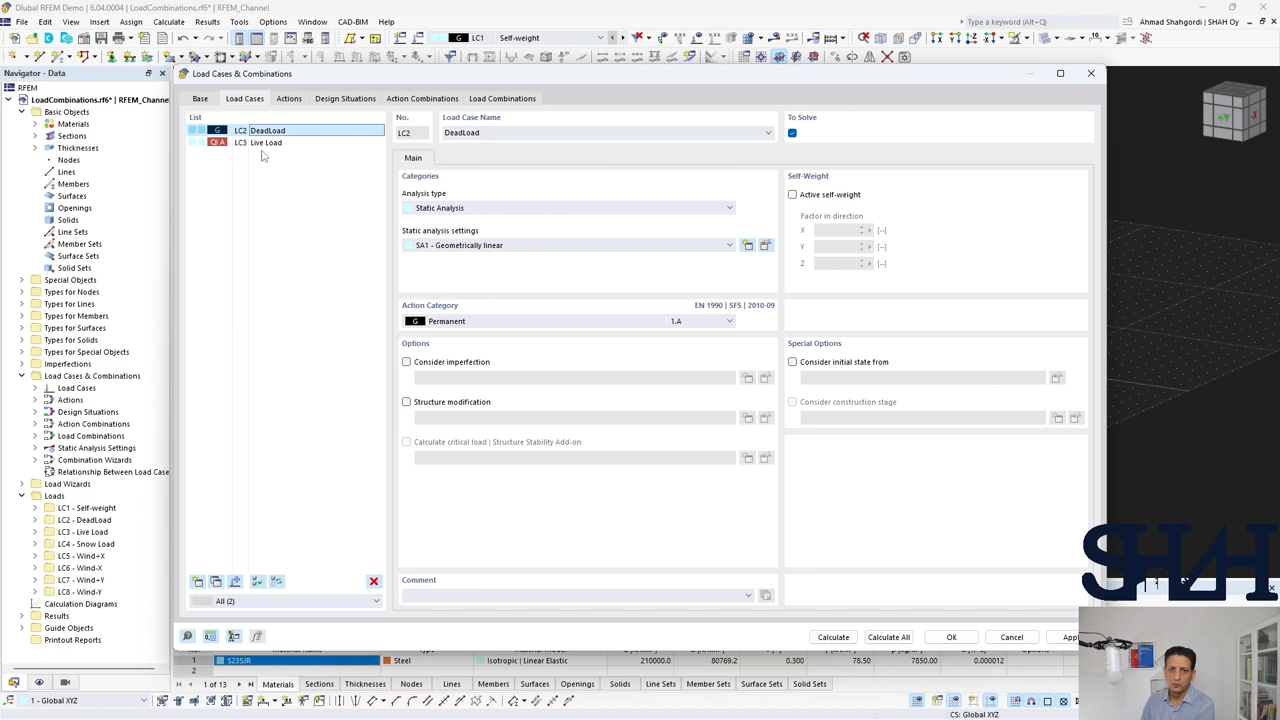 Dlubal RFEM Demo | 6.04.0004 | LoadCombinations.rf6* | RFEM_Channel
File Edit View Insert Assign Calculate Results Tools Options Window CAD-BIM Help
Type a keyword (Alt+Q)
Ahmad Shahgordi | SHAH Oy
G LC1 Self-weight
Navigator - Data
RFEM
LoadCombinations.rf6* | RFEM_Channe
Basic Objects
Materials
Sections
Thicknesses
Nodes
Lines
Members
Surfaces
Openings
Solids
Line Sets
Member Sets
Surface Sets
Solid Sets
Special Objects
Types for Nodes
Types for Lines
Types for Members
Types for Surfaces
Types for Solids
Types for Special Objects
Imperfections
Load Cases & Combinations
Load Cases
Actions
Design Situations
Action Combinations
Load Combinations
Static Analysis Settings
Combination Wizards
Relationship Between Load Case
Load Wizards
Loads
LC1 - Self-weight
LC2 - DeadLoad
LC3 - Live Load
LC4 - Snow Load
LC5 - Wind+X
LC6 - Wind-X
LC7 - Wind+Y
LC8 - Wind-Y
Calculation Diagrams
Results
Guide Objects
Printout Reports
Load Cases & Combinations
Base Load Cases Actions Design Situations Action Combinations Load Combinations
List
G LC2 DeadLoad
QI A LC3 Live Load
All (2)
No.
LC2
Load Case Name
DeadLoad
To Solve
Main
Categories
Analysis type
Static Analysis
Static analysis settings
SA1 - Geometrically linear
Action Category EN 1990 | SFS | 2010-09
G Permanent 1.A
Options
Consider imperfection
Structure modification
Calculate critical load | Structure Stability Add-on
Self-Weight
Active self-weight
Factor in direction
X [--]
Y [--]
Z [--]
Special Options
Consider initial state from
Consider construction stage
Comment
Calculate Calculate All OK Cancel App
1 S235JR Steel Isotropic | Linear Elastic 210000.0 80769.2 0.300 78.50 7850.00 0.000012
1 of 13 Materials Sections Thicknesses Nodes Lines Members Surfaces Openings Solids Line Sets Member Sets Surface Sets Solid Sets
1 - Global XYZ
CS: Global XYZ
+Y
SHAH